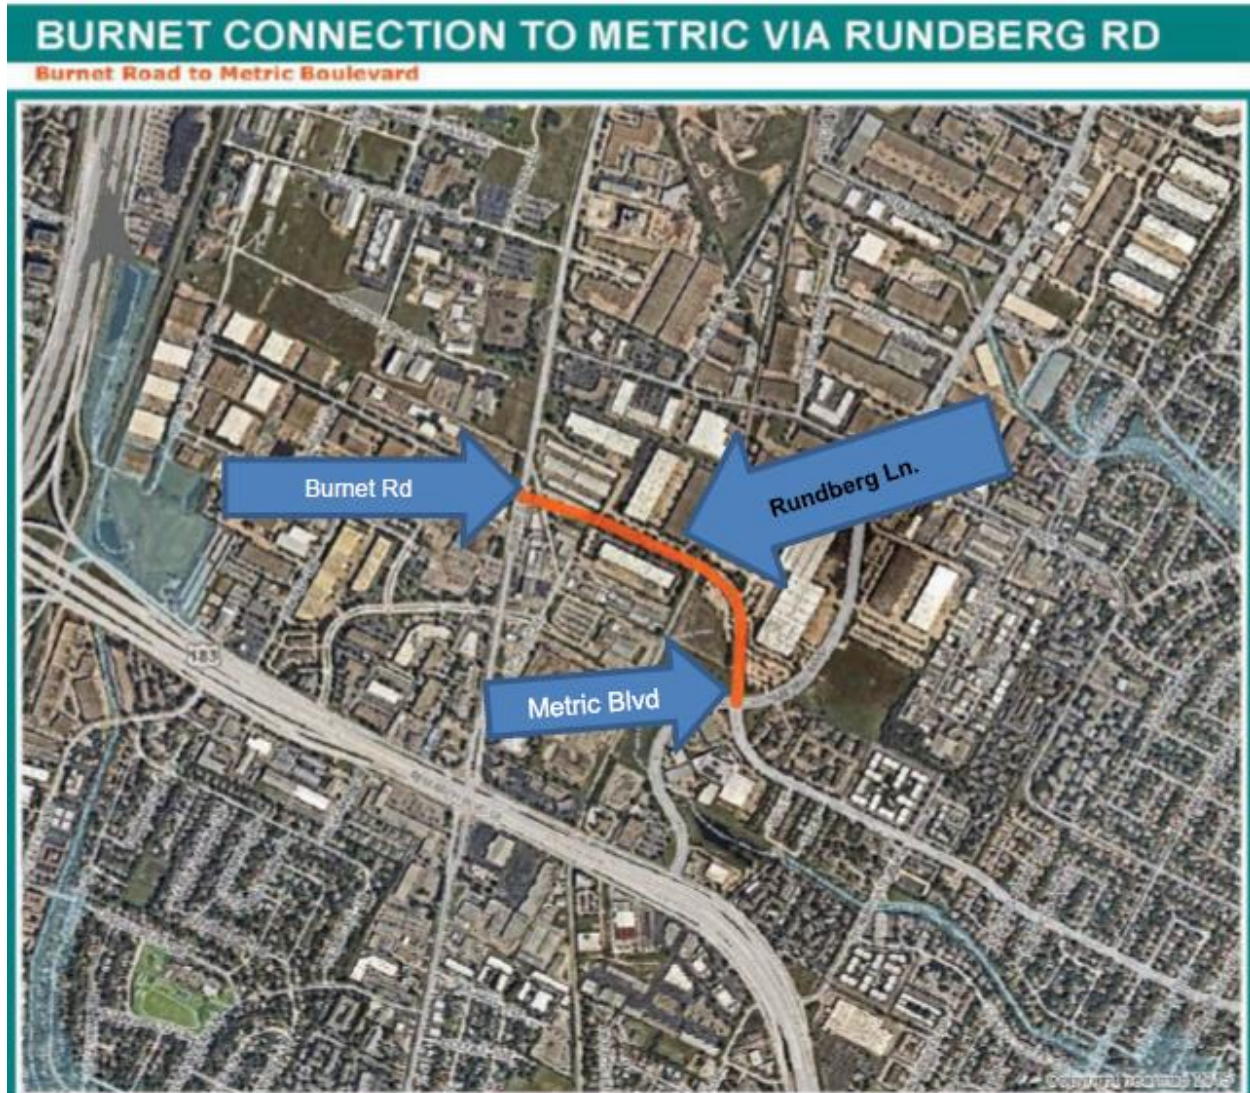 BURNET CONNECTION TO METRIC VIA RUNDBERG RD
Burnet Road to Metric Boulevard
Rundberg Ln.
Burnet Rd
183
Metric Blvd